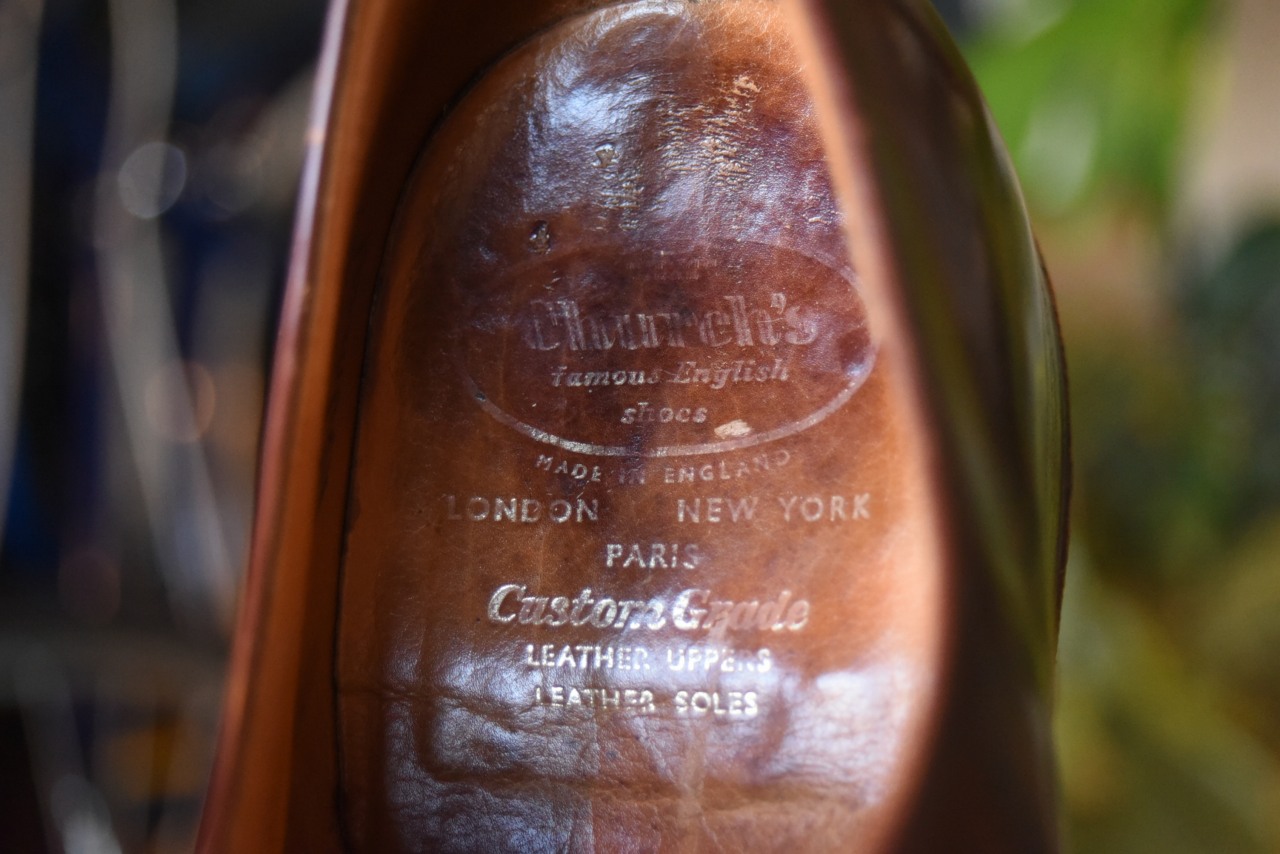 Church's
famous English
shoes
MADE IN ENGLAND
LONDON NEW YORK
PARIS
Custom Grade
LEATHER UPPERS
LEATHER SOLES